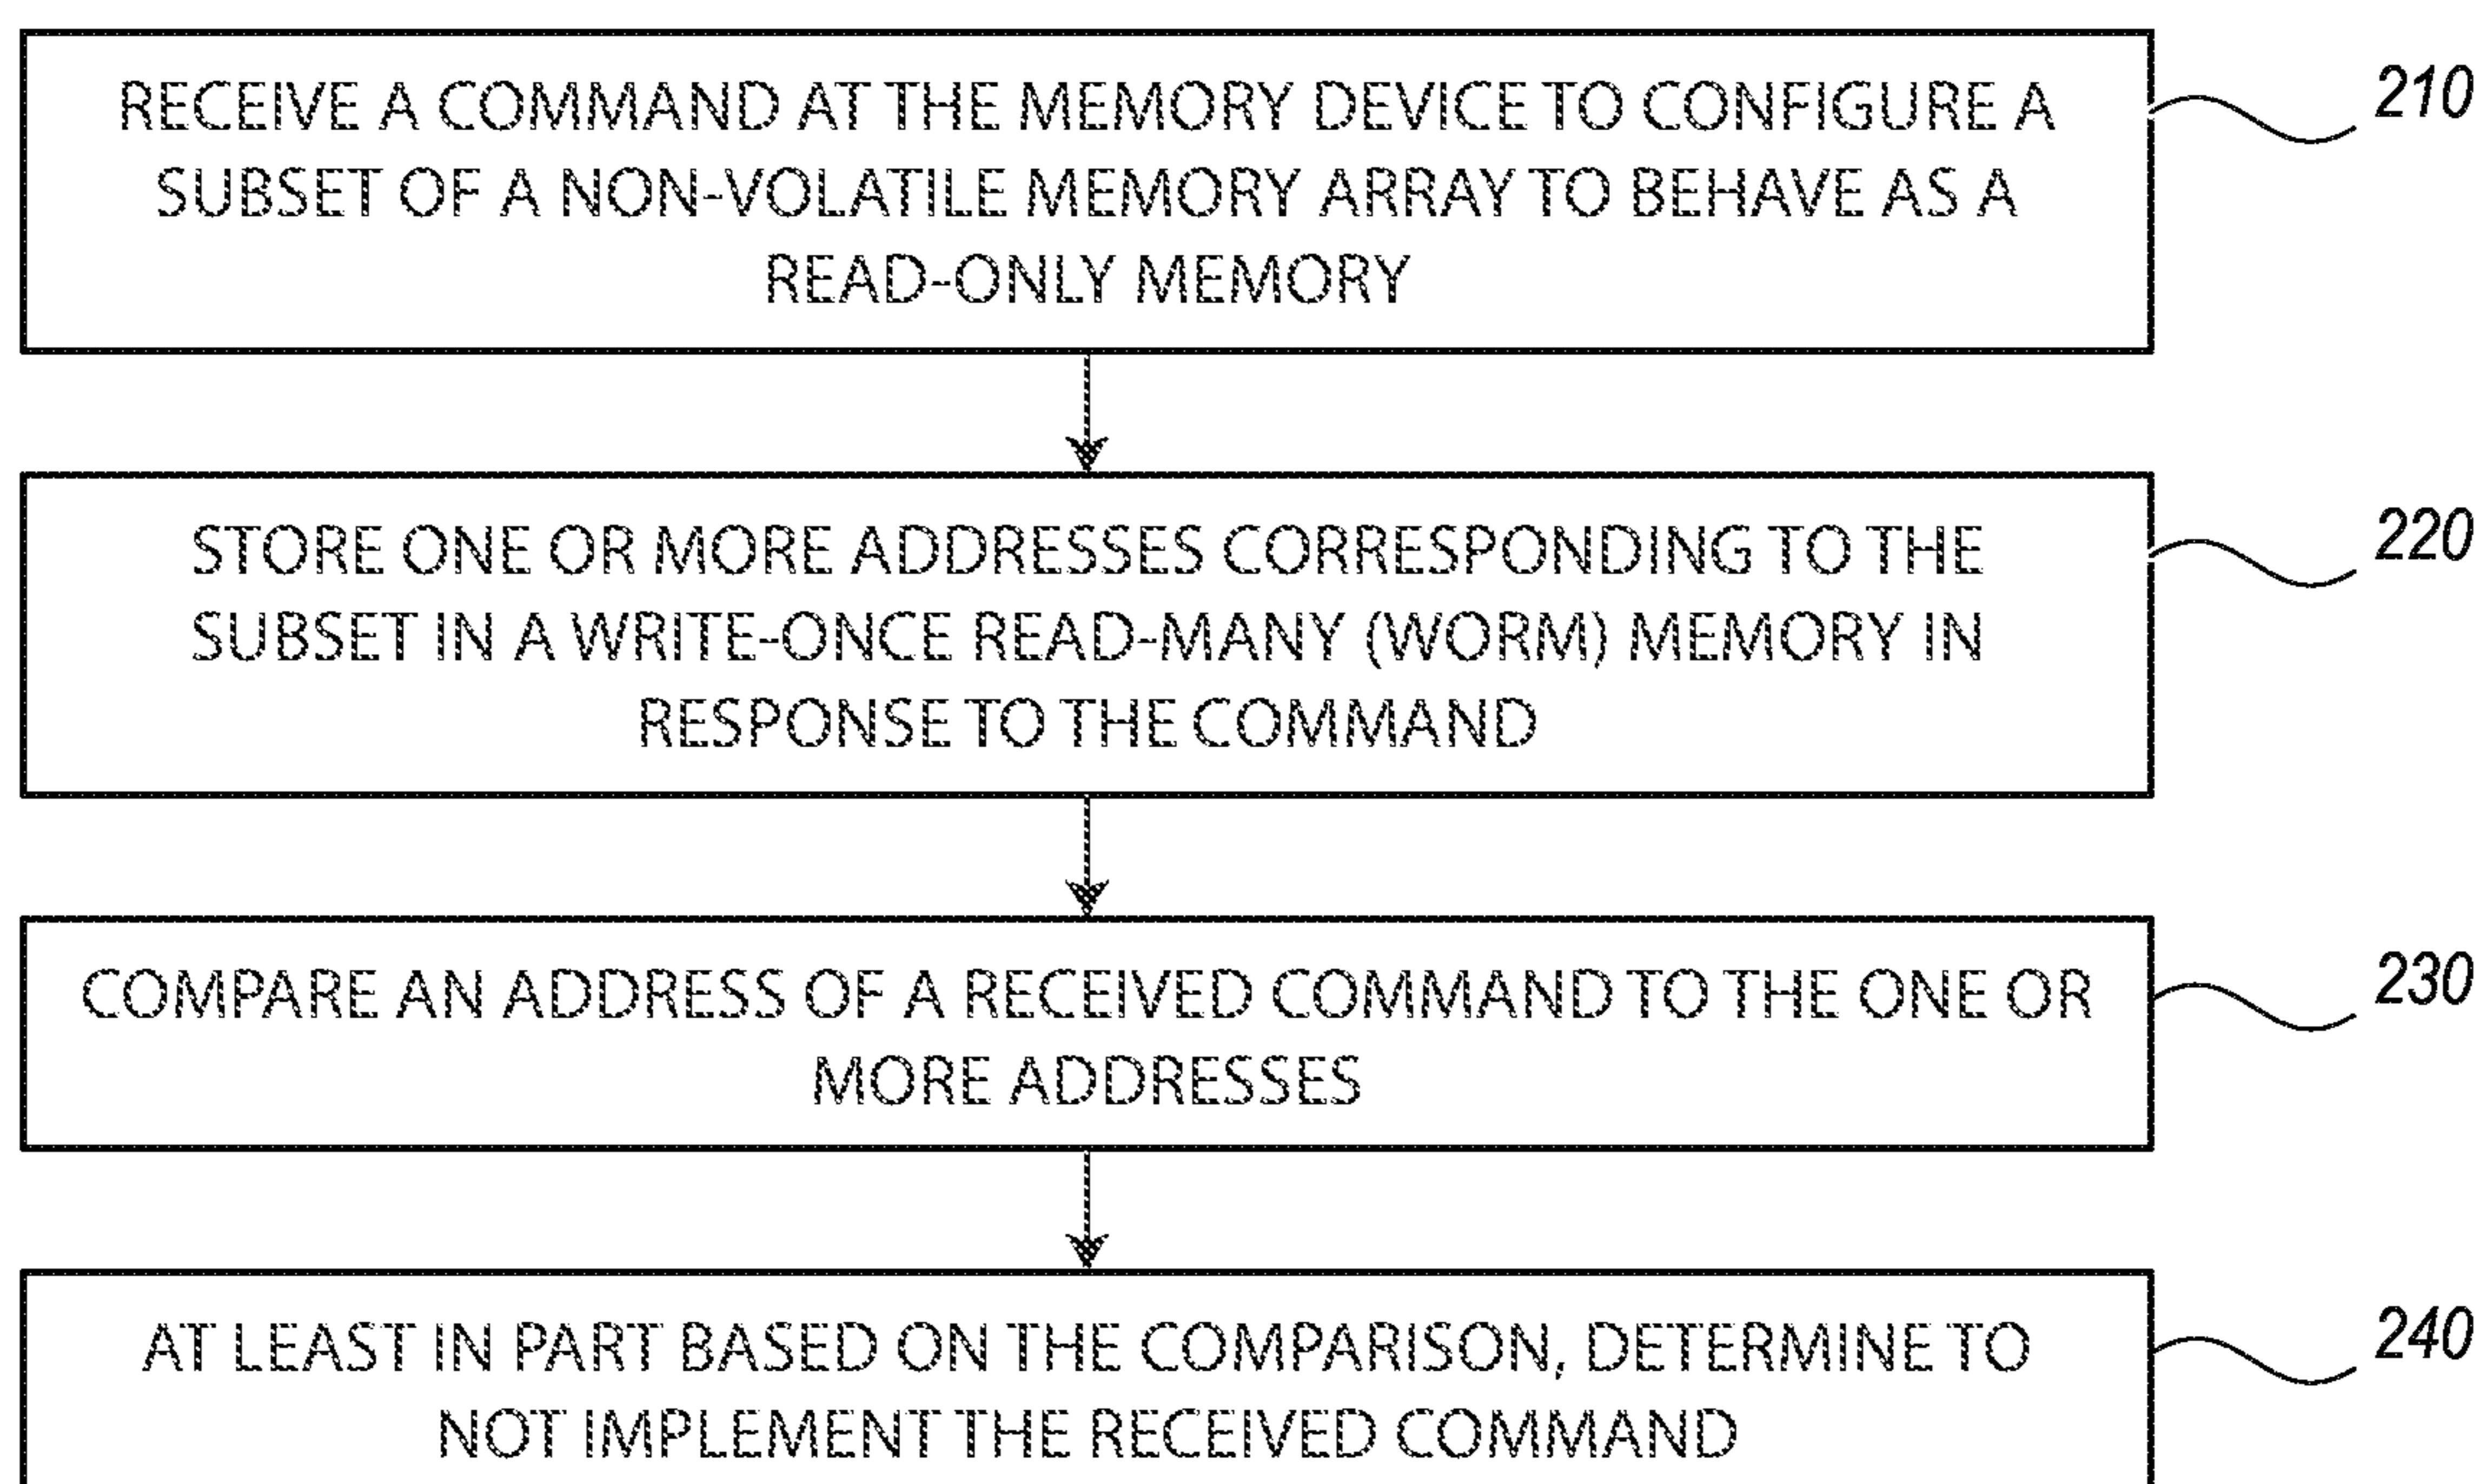 RECEIVE A COMMAND AT THE MEMORY DEVICE TO CONFIGURE A
SUBSET OF A NON-VOLATILE MEMORY ARRAY TO BEHAVE AS A
READ-ONLY MEMORY
210
STORE ONE OR MORE ADDRESSES CORRESPONDING TO THE
SUBSET IN A WRITE-ONCE READ-MANY (WORM) MEMORY IN
RESPONSE TO THE COMMAND
220
COMPARE AN ADDRESS OF A RECEIVED COMMAND TO THE ONE OR
MORE ADDRESSES
230
AT LEAST IN PART BASED ON THE COMPARISON, DETERMINE TO
NOT IMPLEMENT THE RECEIVED COMMAND
240